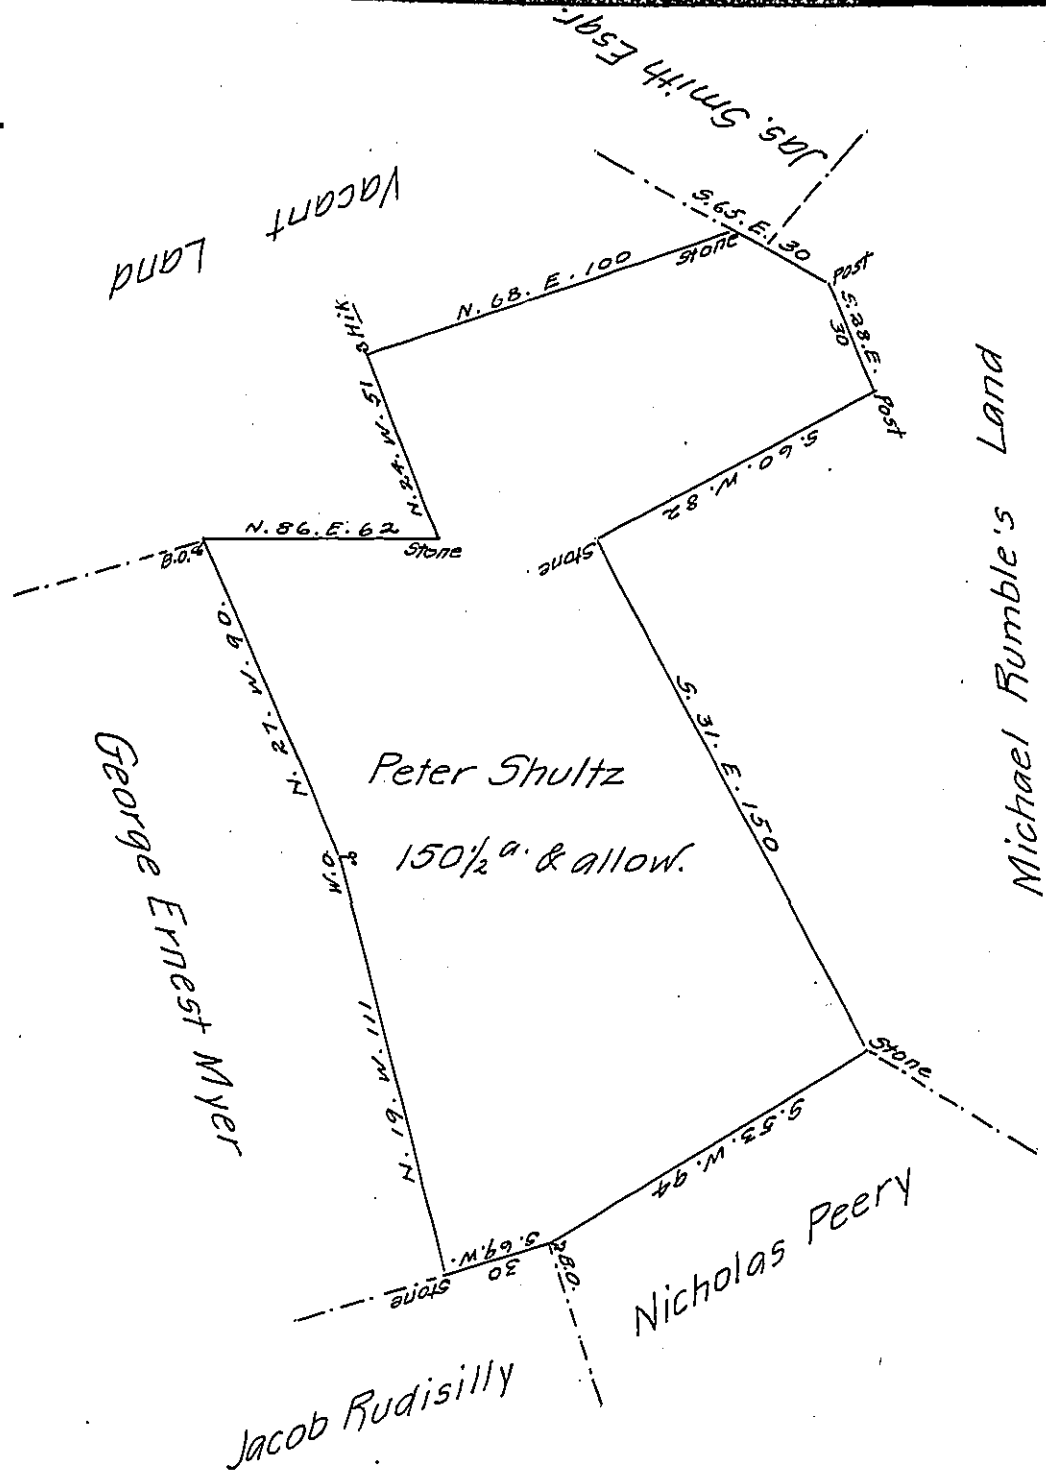 Jas. Smith Esqr.
Vacant Land
S. 65. E. 130
Stone
Post
N. 68. E. 100
S. 28. E.
30
Hik.
Post
N. 24. W. 51
S. 60. W. 82
N. 86. E. 62
Stone
Stone
B.O.
N. 27. W. 90.
S. 31. E. 150
Michael Rumble's Land
Peter Shultz
150½ a. & allow.
W.O.
George Ernest Myer
N. 19. W. 111
Stone
S. 53. W. 94
S. 69. W.
30
Stone
2 B.O.
Nicholas Peery
Jacob Rudisilly